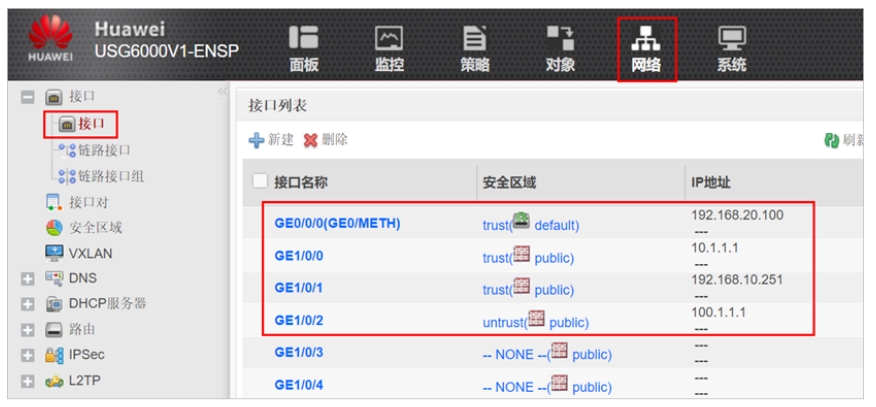 Huawei
USG6000V1-ENSP
HUAWEI
面板
监控
策略
对象
网络
系统
接口
接口
链路接口
链路接口组
接口对
安全区域
VXLAN
DNS
DHCP服务器
路由
IPSec
L2TP
接口列表
新建 删除 刷新
接口名称 安全区域 IP地址
GE0/0/0(GE0/METH) trust( default) 192.168.20.100
---
GE1/0/0 trust( public) 10.1.1.1
---
GE1/0/1 trust( public) 192.168.10.251
---
GE1/0/2 untrust( public) 100.1.1.1
---
GE1/0/3 -- NONE --( public) ---
---
GE1/0/4 -- NONE --( public) ---
---